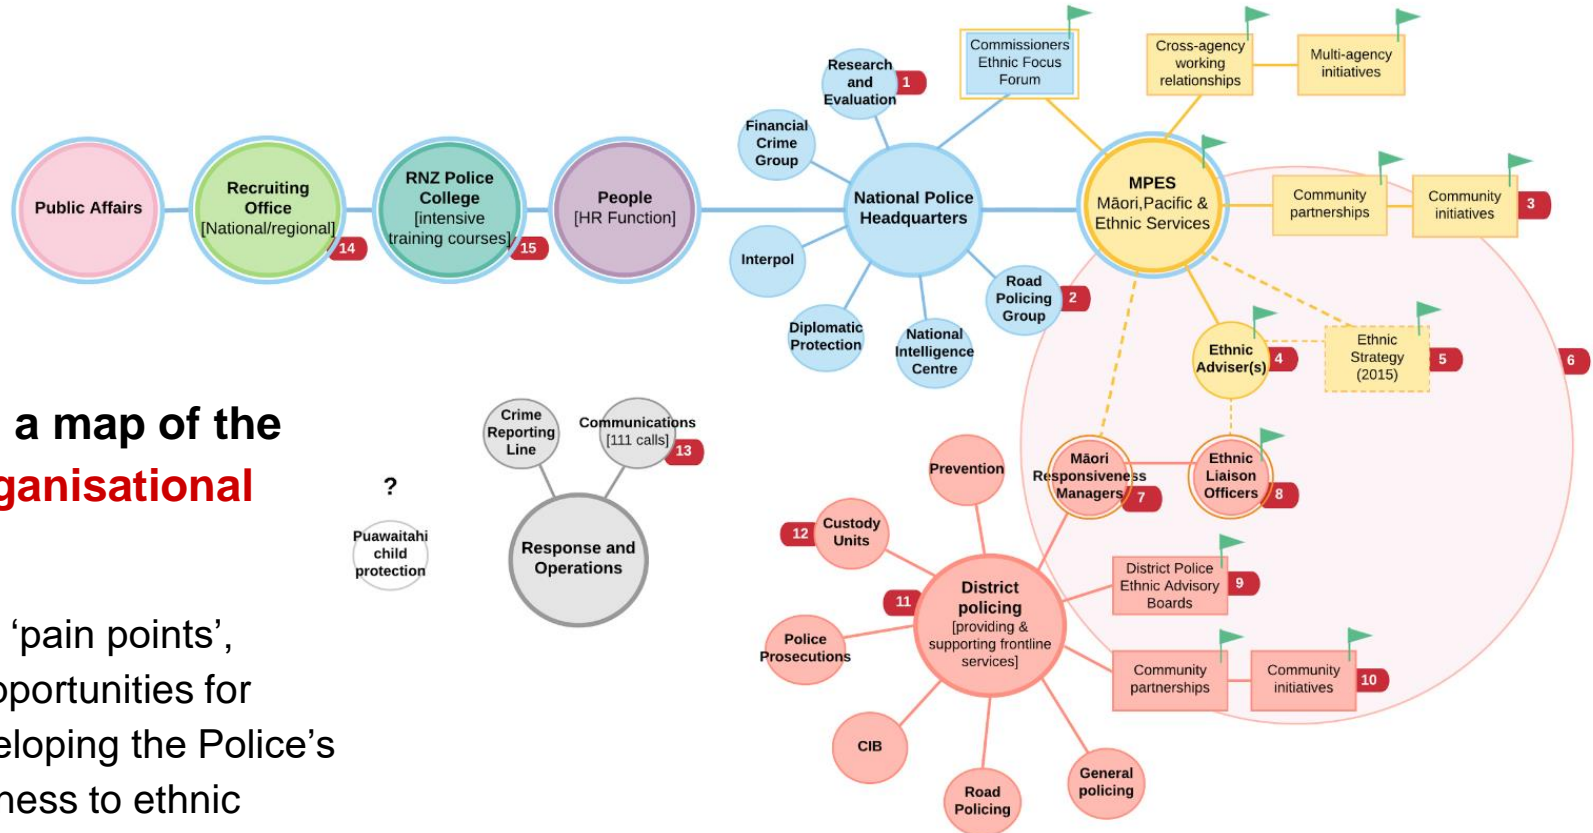 Public Affairs
Recruiting
Office
[National/regional]
14
RNZ Police
College
[intensive
training courses]
15
People
[HR Function]
Research
and
Evaluation
1
Financial
Crime
Group
National Police
Headquarters
Interpol
Diplomatic
Protection
National
Intelligence
Centre
Road
Policing
Group
2
Commissioners
Ethnic Focus
Forum
Cross-agency
working
relationships
Multi-agency
initiatives
MPES
Māori,Pacific &
Ethnic Services
Community
partnerships
Community
initiatives
3
Ethnic
Adviser(s)
4
Ethnic
Strategy
(2015)
5
6
a map of the
ganisational
‘pain points’,
pportunities for
eloping the Police’s
ness to ethnic
?
Puawaitahi
child
protection
Crime
Reporting
Line
Communications
[111 calls]
13
Response and
Operations
Māori
Responsiveness
Managers
7
Ethnic
Liaison
Officers
8
Prevention
12
Custody
Units
11
District
policing
[providing &
supporting frontline
services]
District Police
Ethnic Advisory
Boards
9
Police
Prosecutions
Community
partnerships
Community
initiatives
10
CIB
Road
Policing
General
policing